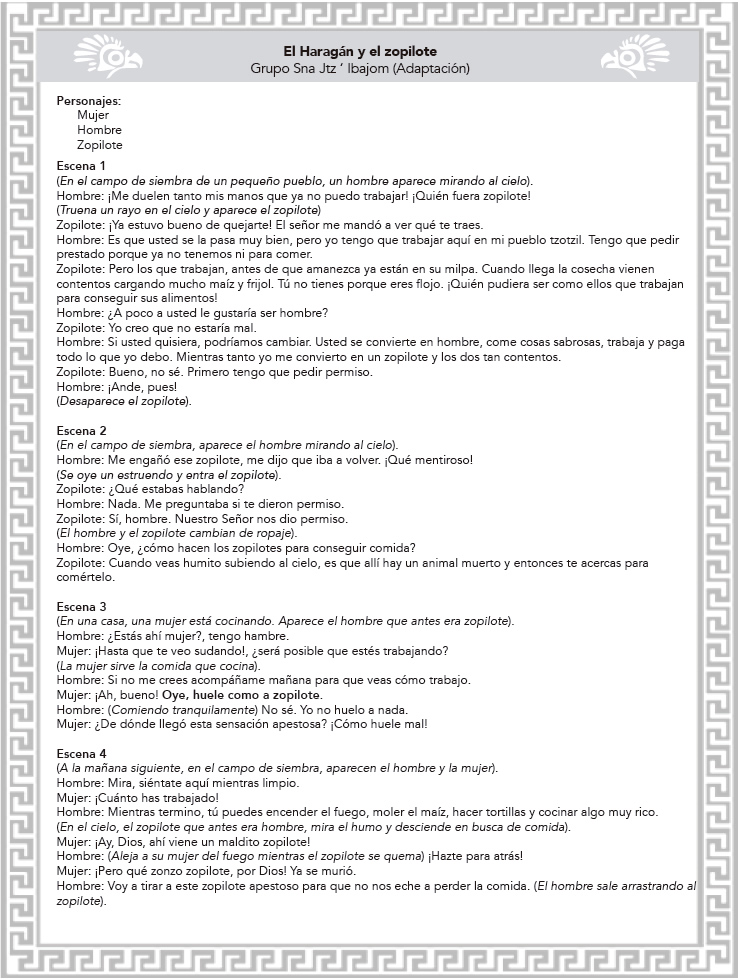 El Haragán y el zopilote
Grupo Sna Jtz ‘ Ibajom (Adaptación)
Personajes:
Mujer
Hombre
Zopilote
Escena 1
(En el campo de siembra de un pequeño pueblo, un hombre aparece mirando al cielo).
Hombre: ¡Me duelen tanto mis manos que ya no puedo trabajar! ¡Quién fuera zopilote!
(Truena un rayo en el cielo y aparece el zopilote)
Zopilote: ¡Ya estuvo bueno de quejarte! El señor me mandó a ver qué te traes.
Hombre: Es que usted se la pasa muy bien, pero yo tengo que trabajar aquí en mi pueblo tzotzil. Tengo que pedir
prestado porque ya no tenemos ni para comer.
Zopilote: Pero los que trabajan, antes de que amanezca ya están en su milpa. Cuando llega la cosecha vienen
contentos cargando mucho maíz y frijol. Tú no tienes porque eres flojo. ¡Quién pudiera ser como ellos que trabajan
para conseguir sus alimentos!
Hombre: ¿A poco a usted le gustaría ser hombre?
Zopilote: Yo creo que no estaría mal.
Hombre: Si usted quisiera, podríamos cambiar. Usted se convierte en hombre, come cosas sabrosas, trabaja y paga
todo lo que yo debo. Mientras tanto yo me convierto en un zopilote y los dos tan contentos.
Zopilote: Bueno, no sé. Primero tengo que pedir permiso.
Hombre: ¡Ande, pues!
(Desaparece el zopilote).
Escena 2
(En el campo de siembra, aparece el hombre mirando al cielo).
Hombre: Me engañó ese zopilote, me dijo que iba a volver. ¡Qué mentiroso!
(Se oye un estruendo y entra el zopilote).
Zopilote: ¿Qué estabas hablando?
Hombre: Nada. Me preguntaba si te dieron permiso.
Zopilote: Sí, hombre. Nuestro Señor nos dio permiso.
(El hombre y el zopilote cambian de ropaje).
Hombre: Oye, ¿cómo hacen los zopilotes para conseguir comida?
Zopilote: Cuando veas humito subiendo al cielo, es que allí hay un animal muerto y entonces te acercas para
comértelo.
Escena 3
(En una casa, una mujer está cocinando. Aparece el hombre que antes era zopilote).
Hombre: ¿Estás ahí mujer?, tengo hambre.
Mujer: ¡Hasta que te veo sudando!, ¿será posible que estés trabajando?
(La mujer sirve la comida que cocina).
Hombre: Si no me crees acompáñame mañana para que veas cómo trabajo.
Mujer: ¡Ah, bueno! Oye, huele como a zopilote.
Hombre: (Comiendo tranquilamente) No sé. Yo no huelo a nada.
Mujer: ¿De dónde llegó esta sensación apestosa? ¡Cómo huele mal!
Escena 4
(A la mañana siguiente, en el campo de siembra, aparecen el hombre y la mujer).
Hombre: Mira, siéntate aquí mientras limpio.
Mujer: ¡Cuánto has trabajado!
Hombre: Mientras termino, tú puedes encender el fuego, moler el maíz, hacer tortillas y cocinar algo muy rico.
(En el cielo, el zopilote que antes era hombre, mira el humo y desciende en busca de comida).
Mujer: ¡Ay, Dios, ahí viene un maldito zopilote!
Hombre: (Aleja a su mujer del fuego mientras el zopilote se quema) ¡Hazte para atrás!
Mujer: ¡Pero qué zonzo zopilote, por Dios! Ya se murió.
Hombre: Voy a tirar a este zopilote apestoso para que no nos eche a perder la comida. (El hombre sale arrastrando al
zopilote).